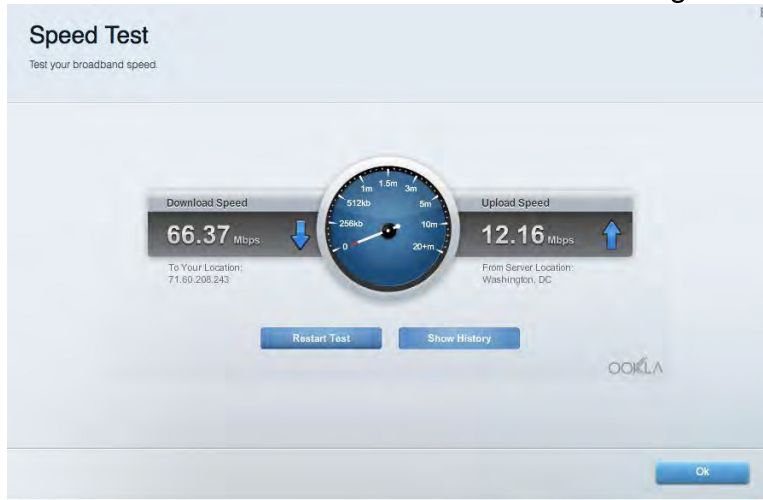 Speed Test
Test your broadband speed.
Download Speed
66.37 Mbps
To Your Location:
71.60.208.243
1m 1.5m 3m
512kb 5m
256kb 10m
0 20+m
Upload Speed
12.16 Mbps
From Server Location:
Washington, DC
Restart Test Show History
OOKLA
Ok